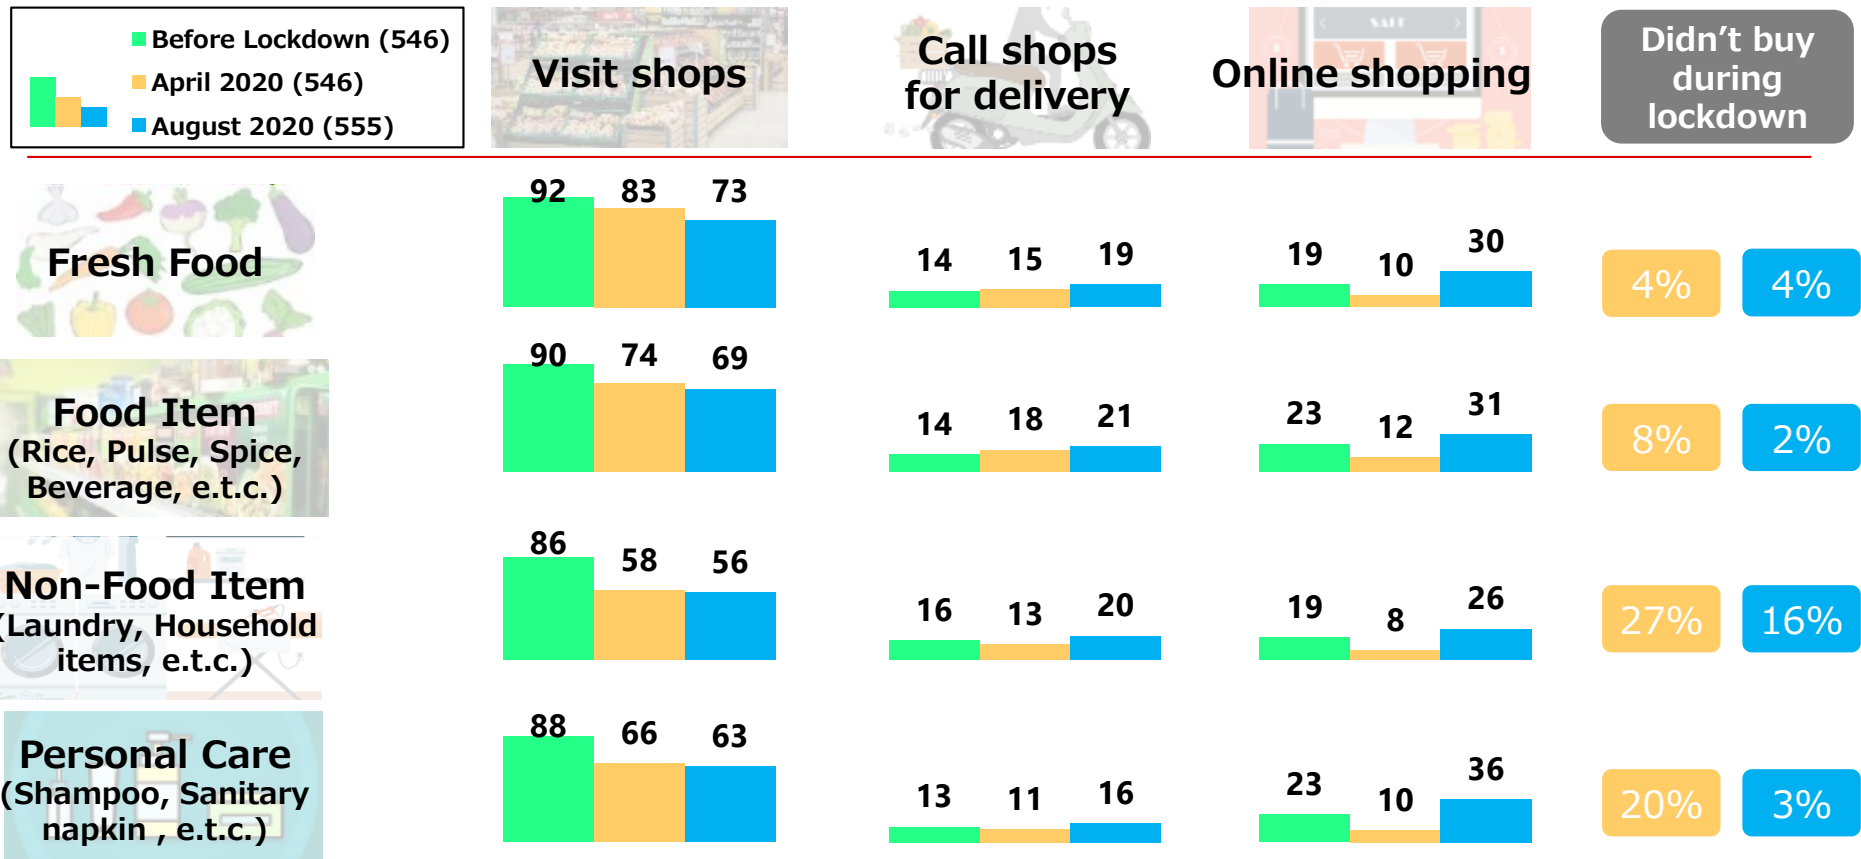 Before Lockdown (546)
April 2020 (546)
August 2020 (555)
Visit shops
Call shops
for delivery
SALE
Online shopping
Didn’t buy
during
lockdown
Fresh Food
92 83 73
14 15 19
19 10 30
4% 4%
Food Item
(Rice, Pulse, Spice,
Beverage, e.t.c.)
90 74 69
14 18 21
23 12 31
8% 2%
Non-Food Item
(Laundry, Household
items, e.t.c.)
86 58 56
16 13 20
19 8 26
27% 16%
Personal Care
(Shampoo, Sanitary
napkin , e.t.c.)
88 66 63
13 11 16
23 10 36
20% 3%